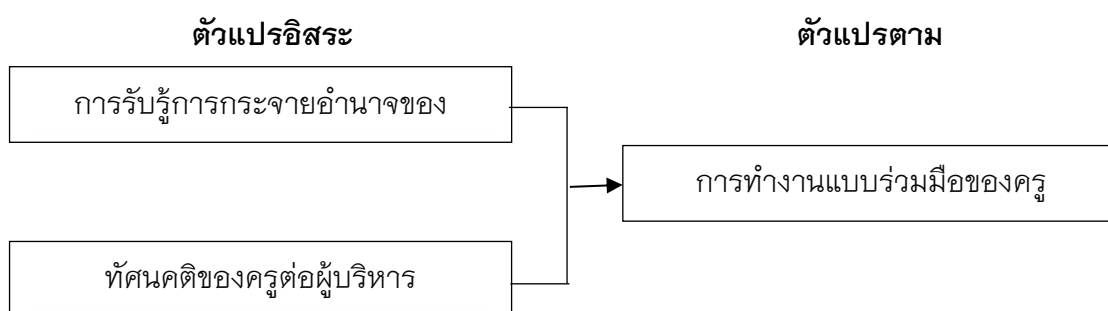 ตัวแปรอิสระ
ตัวแปรตาม
การรับรู้การกระจายอำนาจของ
การทำงานแบบร่วมมือของครู
ทัศนคติของครูต่อผู้บริหาร